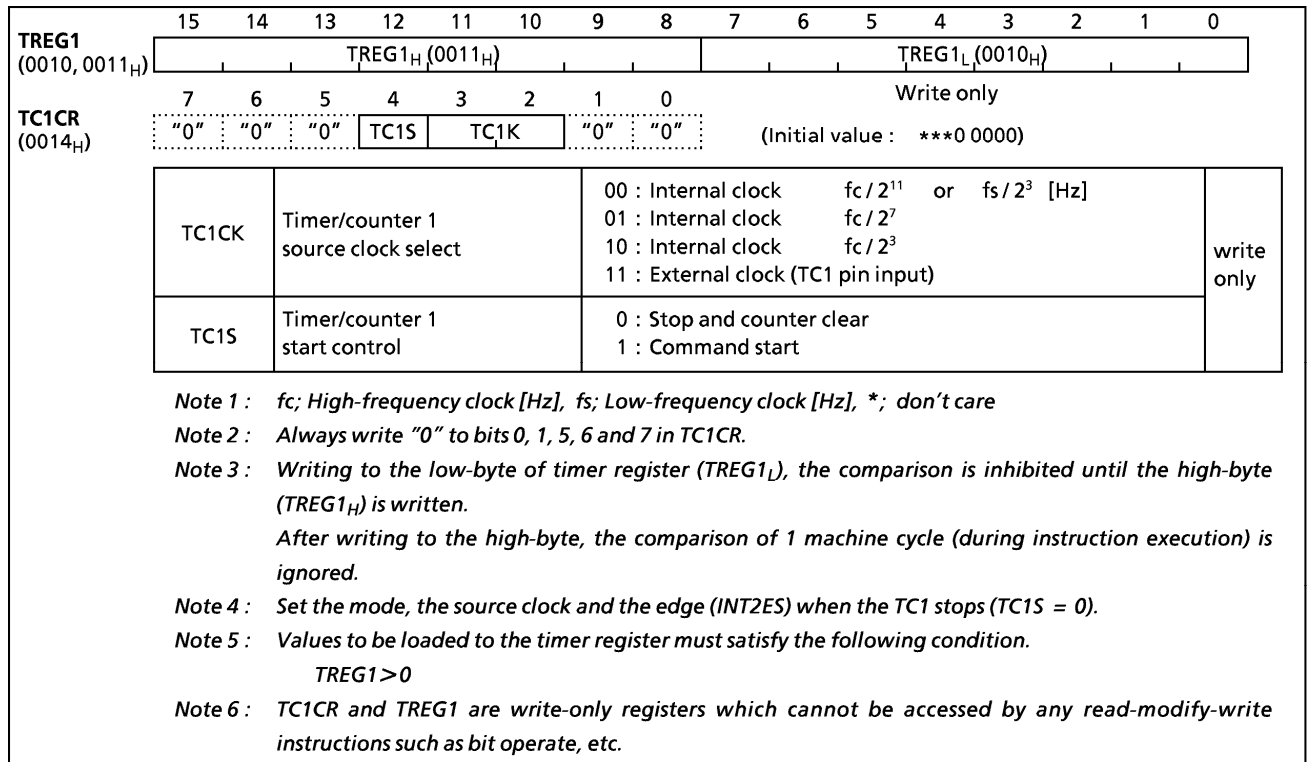 15 14 13 12 11 10 9 8 7 6 5 4 3 2 1 0
TREG1
(0010, 0011H)
TREG1H (0011H) TREG1L (0010H)
Write only
7 6 5 4 3 2 1 0
TC1CR
(0014H)
"0" "0" "0" TC1S TC1K "0" "0" (Initial value : ***0 0000)
TC1CK
Timer/counter 1
source clock select
00 : Internal clock fc / 2¹¹ or fs / 2³ [Hz]
01 : Internal clock fc / 2⁷
10 : Internal clock fc / 2³
11 : External clock (TC1 pin input)
write
only
TC1S
Timer/counter 1
start control
0 : Stop and counter clear
1 : Command start
Note 1 : fc; High-frequency clock [Hz], fs; Low-frequency clock [Hz], *; don't care
Note 2 : Always write "0" to bits 0, 1, 5, 6 and 7 in TC1CR.
Note 3 : Writing to the low-byte of timer register (TREG1L), the comparison is inhibited until the high-byte
(TREG1H) is written.
After writing to the high-byte, the comparison of 1 machine cycle (during instruction execution) is
ignored.
Note 4 : Set the mode, the source clock and the edge (INT2ES) when the TC1 stops (TC1S = 0).
Note 5 : Values to be loaded to the timer register must satisfy the following condition.
TREG1>0
Note 6 : TC1CR and TREG1 are write-only registers which cannot be accessed by any read-modify-write
instructions such as bit operate, etc.